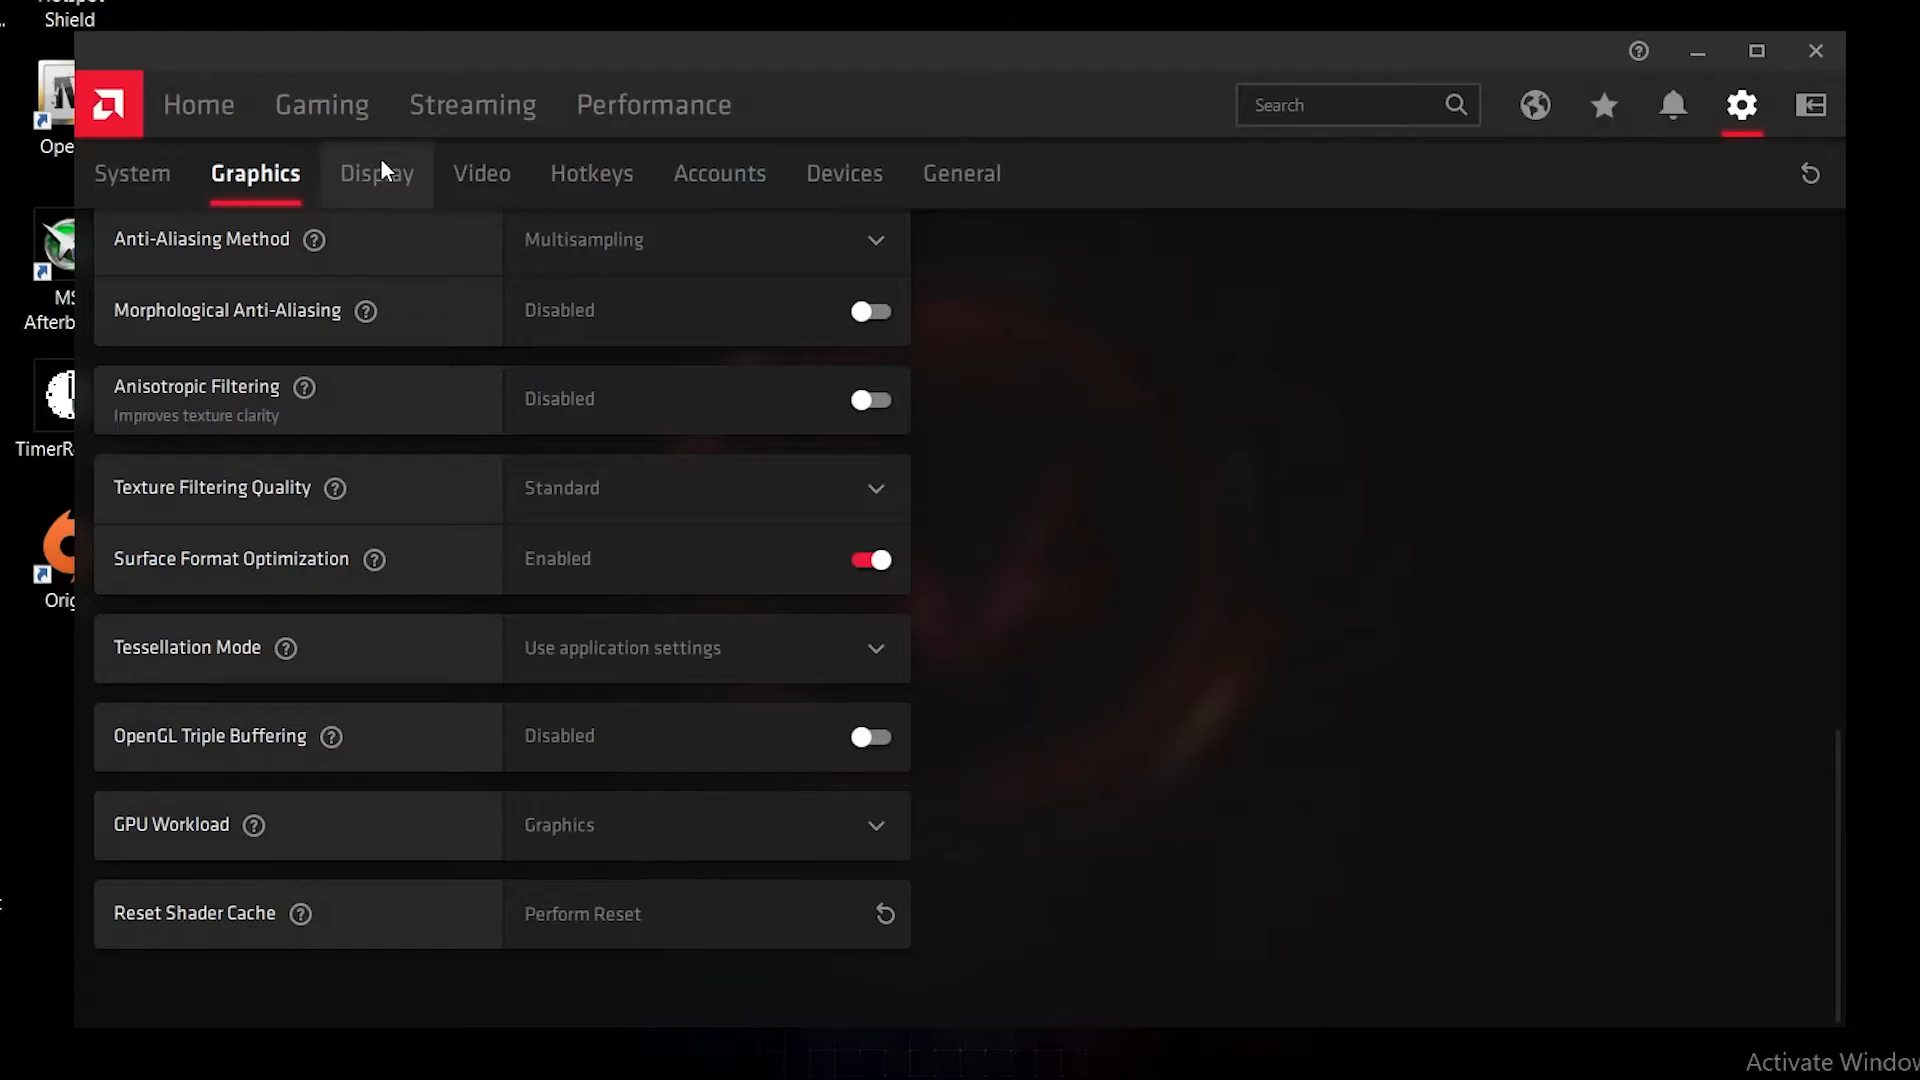 Shield
Home Gaming Streaming Performance
Search
System Graphics Display Video Hotkeys Accounts Devices General
Anti-Aliasing Method ? Multisampling
Morphological Anti-Aliasing ? Disabled
Anisotropic Filtering ? Disabled
Improves texture clarity
Texture Filtering Quality ? Standard
Surface Format Optimization ? Enabled
Tessellation Mode ? Use application settings
OpenGL Triple Buffering ? Disabled
GPU Workload ? Graphics
Reset Shader Cache ? Perform Reset
Ope
MS
Afterb
TimerR
Orig
Activate Window